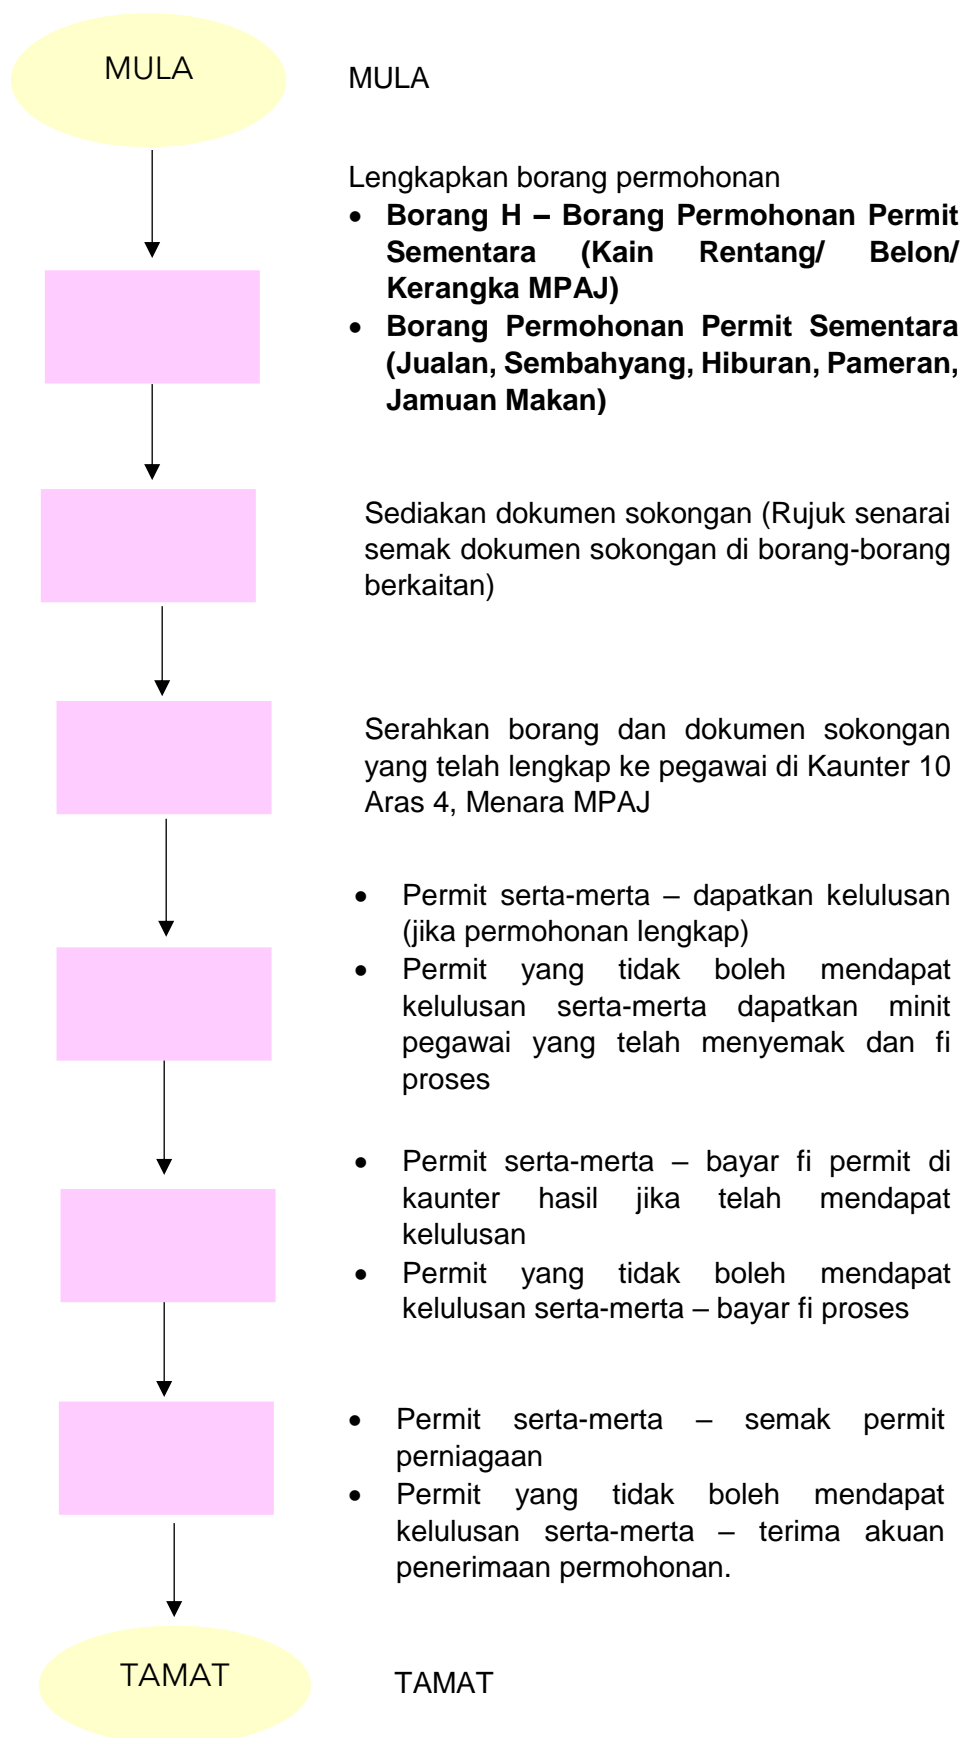 MULA
MULA
Lengkapkan borang permohonan
• Borang H – Borang Permohonan Permit
Sementara (Kain Rentang/ Belon/
Kerangka MPAJ)
• Borang Permohonan Permit Sementara
(Jualan, Sembahyang, Hiburan, Pameran,
Jamuan Makan)
Sediakan dokumen sokongan (Rujuk senarai
semak dokumen sokongan di borang-borang
berkaitan)
Serahkan borang dan dokumen sokongan
yang telah lengkap ke pegawai di Kaunter 10
Aras 4, Menara MPAJ
• Permit serta-merta – dapatkan kelulusan
(jika permohonan lengkap)
• Permit yang tidak boleh mendapat
kelulusan serta-merta dapatkan minit
pegawai yang telah menyemak dan fi
proses
• Permit serta-merta – bayar fi permit di
kaunter hasil jika telah mendapat
kelulusan
• Permit yang tidak boleh mendapat
kelulusan serta-merta – bayar fi proses
• Permit serta-merta – semak permit
perniagaan
• Permit yang tidak boleh mendapat
kelulusan serta-merta – terima akuan
penerimaan permohonan.
TAMAT
TAMAT